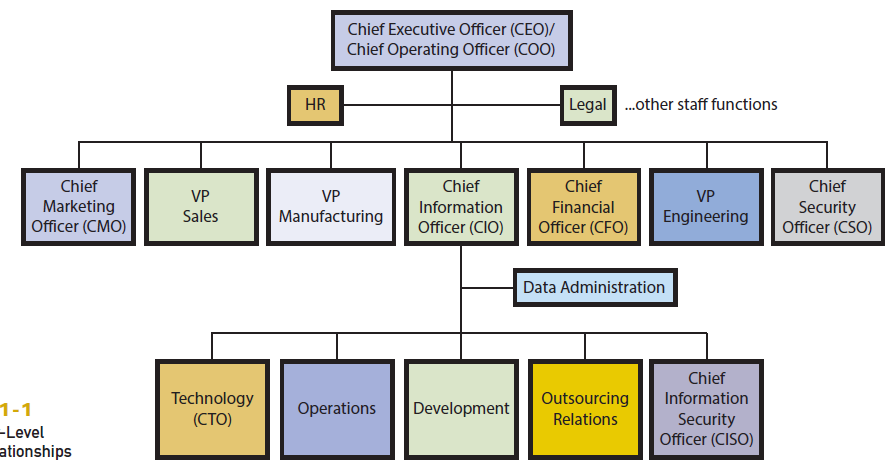 Chief Executive Officer (CEO)/
Chief Operating Officer (COO)
HR
Legal
...other staff functions
Chief
Marketing
Officer (CMO)
VP
Sales
VP
Manufacturing
Chief
Information
Officer (CIO)
Chief
Financial
Officer (CFO)
VP
Engineering
Chief
Security
Officer (CSO)
Data Administration
Technology
(CTO)
Operations
Development
Outsourcing
Relations
Chief
Information
Security
Officer (CISO)
1-1
-Level
ationships